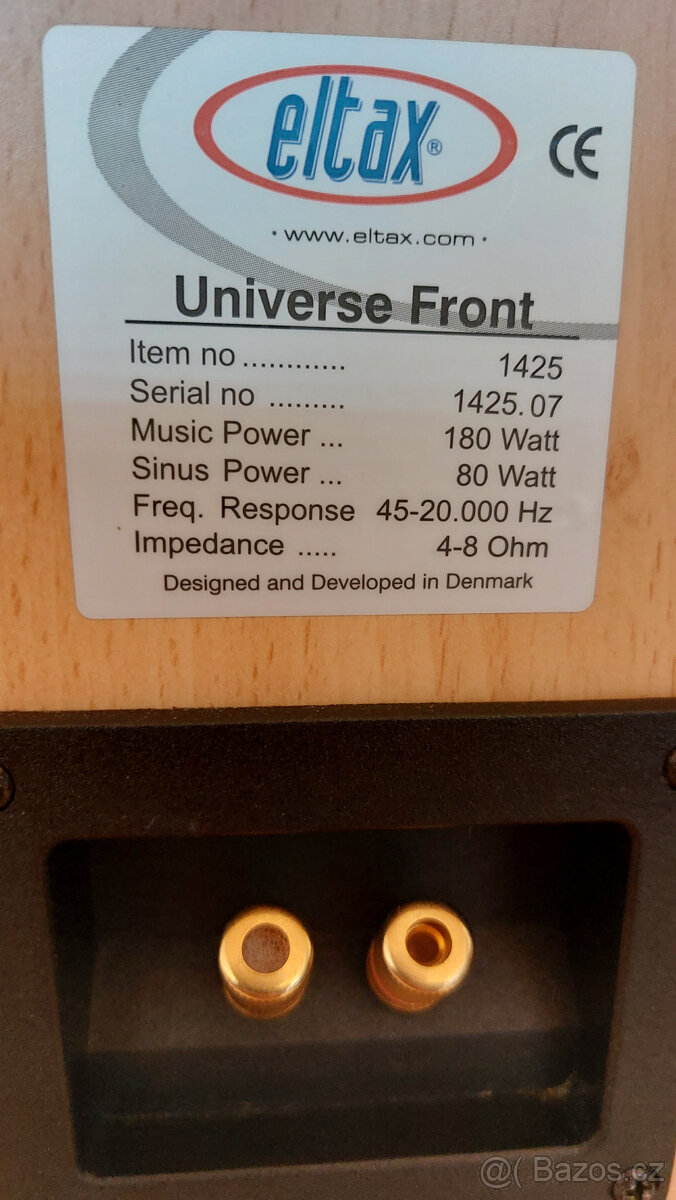 eltax®
CE
· www.eltax.com ·
Universe Front
Item no ............ 1425
Serial no ......... 1425.07
Music Power ... 180 Watt
Sinus Power ... 80 Watt
Freq. Response 45-20.000 Hz
Impedance ..... 4-8 Ohm
Designed and Developed in Denmark
@( Bazos.cz